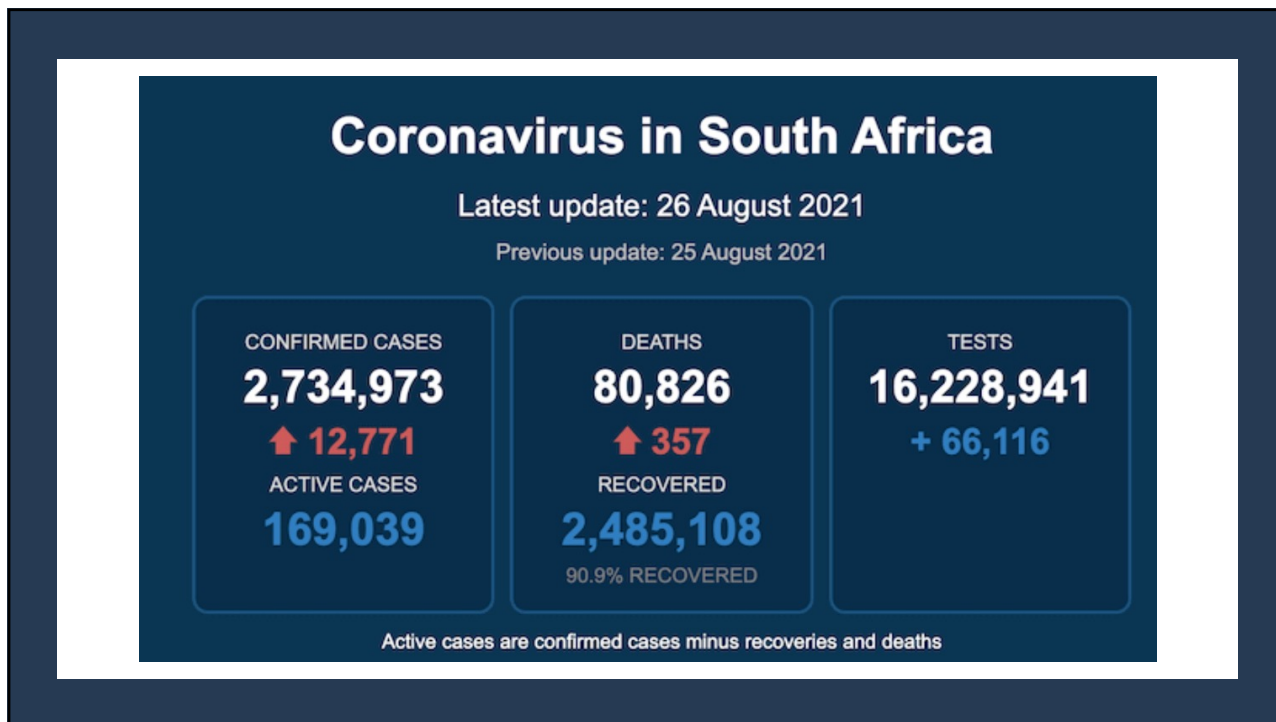 Coronavirus in South Africa
Latest update: 26 August 2021
Previous update: 25 August 2021
CONFIRMED CASES
2,734,973
12,771
ACTIVE CASES
169,039
DEATHS
80,826
357
RECOVERED
2,485,108
90.9% RECOVERED
TESTS
16,228,941
+ 66,116
Active cases are confirmed cases minus recoveries and deaths